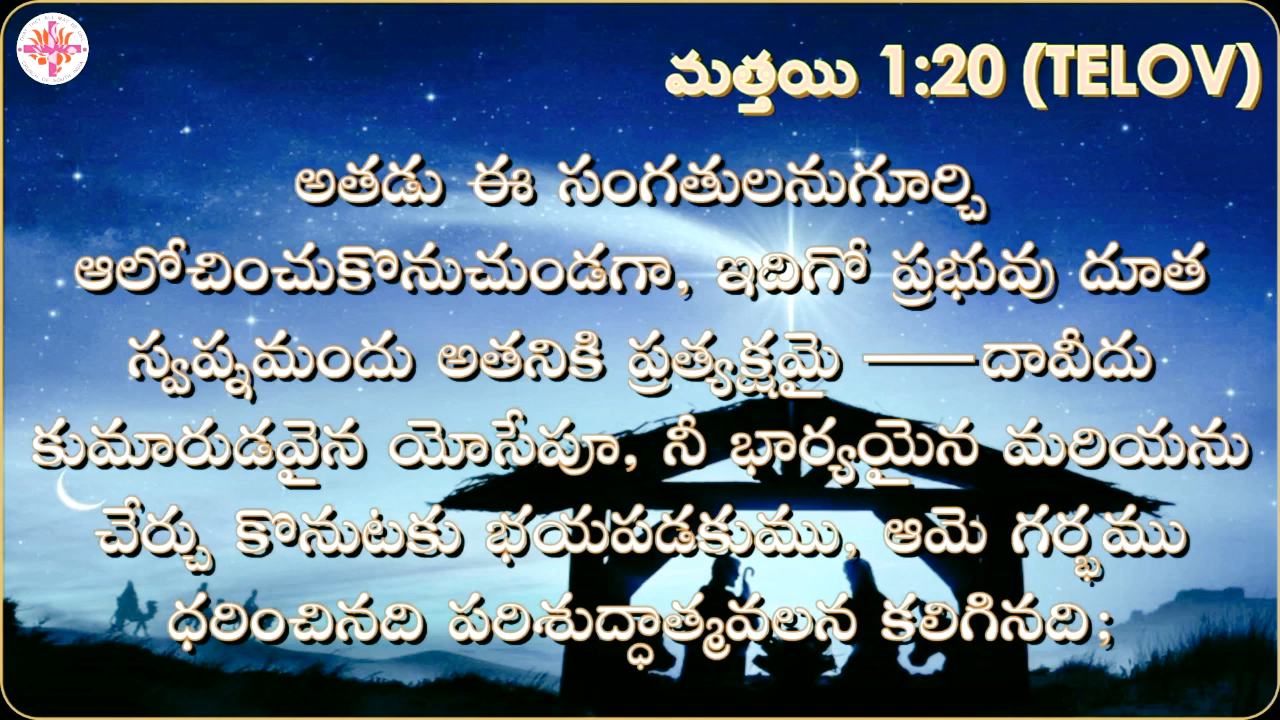 మత్తయి 1:20 (TELOV)
అతడు ఈ సంగతులనుగూర్చి
ఆలోచించుకొనుచుండగా, ఇదిగో ప్రభువు దూత
స్వప్నమందు అతనికి ప్రత్యక్షమై ——దావీదు
కుమారుడవైన యోసేపూ, నీ భార్యయైన మరియను
చేర్చు కొనుటకు భయపడకుము, ఆమె గర్భము
ధరించినది పరిశుద్ధాత్మవలన కలిగినది;